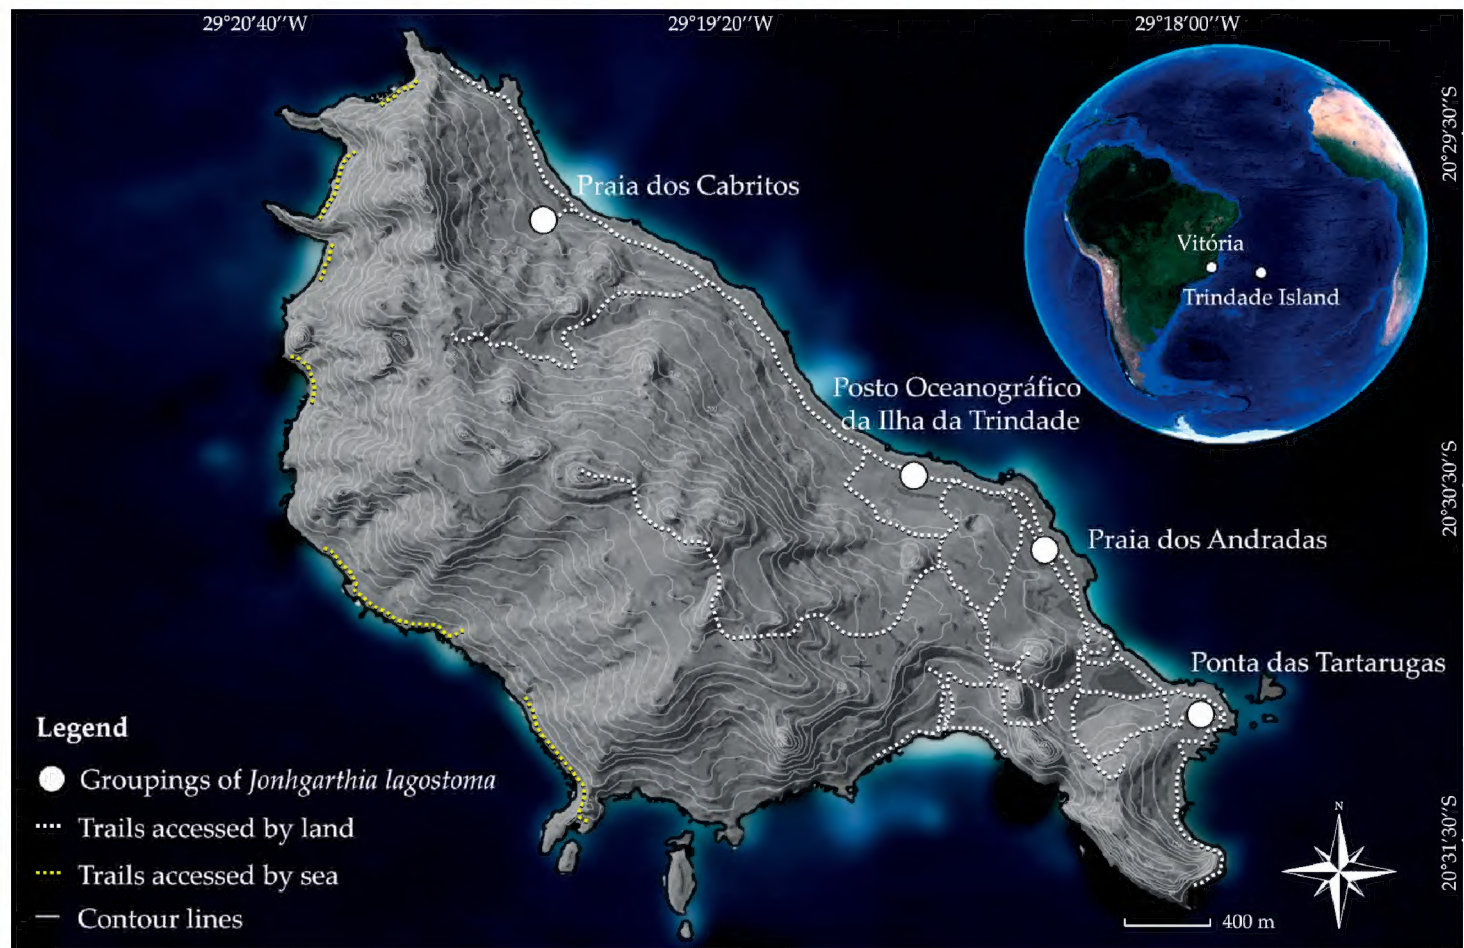 29°20'40''W
29°19'20''W
29°18'00''W
20°29'30''S
Praia dos Cabritos
Vitória
Trindade Island
Posto Oceanográfico
da Ilha da Trindade
20°30'30''S
Praia dos Andradas
Ponta das Tartarugas
Legend
Groupings of Jonhgarthia lagostoma
Trails accessed by land
Trails accessed by sea
Contour lines
N
20°31'30''S
400 m